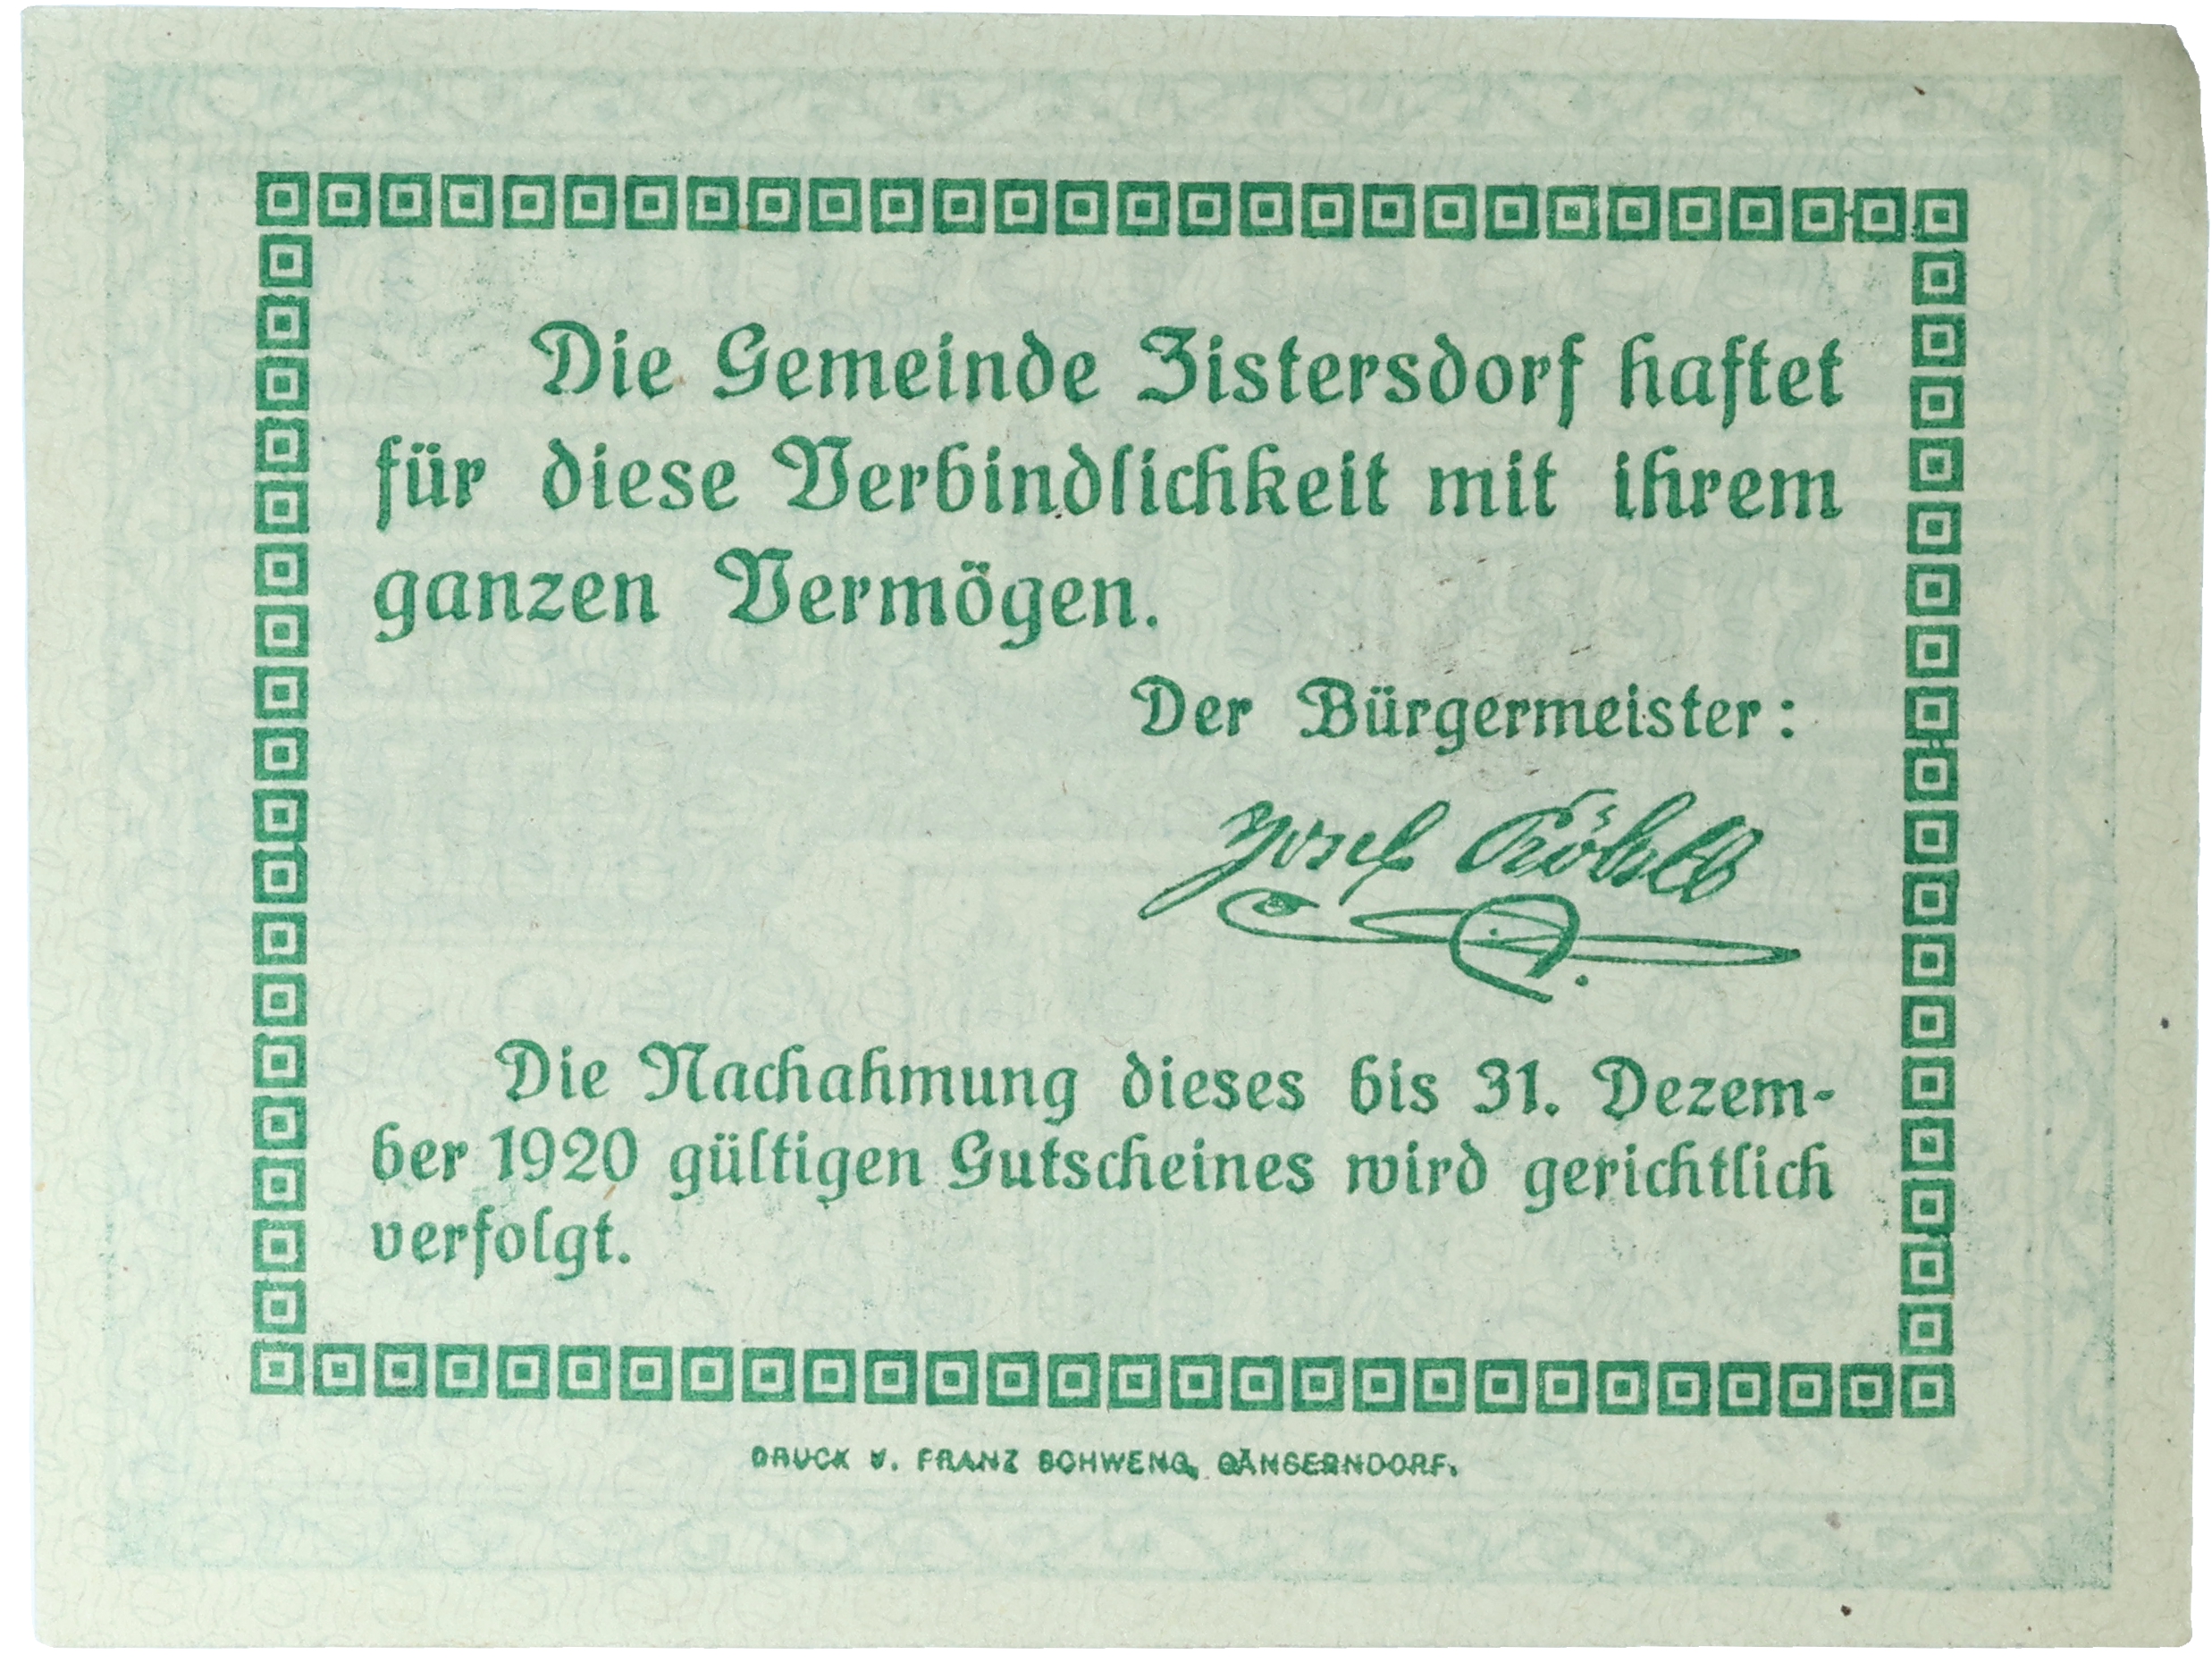 Die Gemeinde Zistersdorf haftet
für diese Verbindlichkeit mit ihrem
ganzen Vermögen.
Der Bürgermeister:
Josef
Die Nachahmung dieses bis 31. Dezem-
ber 1920 gültigen Gutscheines wird gerichtlich
verfolgt.
DRUCK V. FRANZ SCHWENG, GÄNSERNDORF.